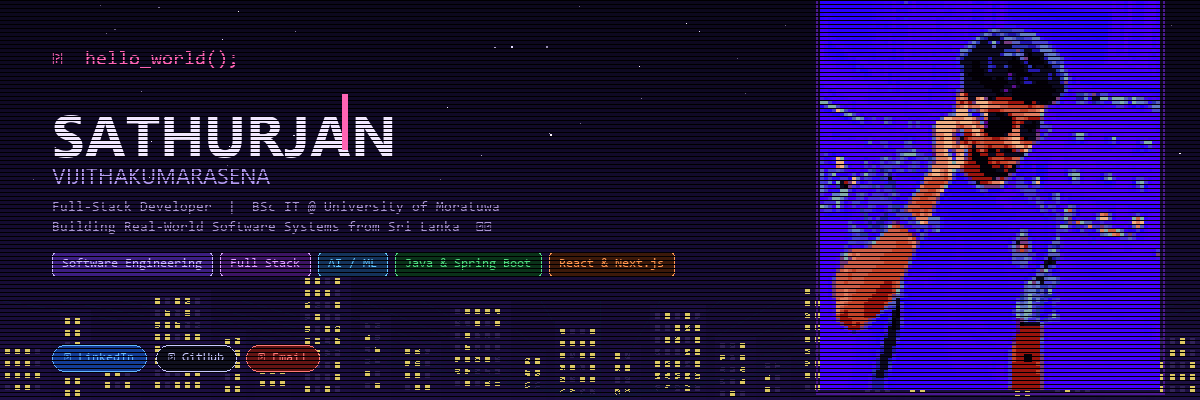 hello_world();
SATHURJAN
VIJITHAKUMARASENA
Full-Stack Developer | BSc IT @ University of Moratuwa
Building Real-World Software Systems from Sri Lanka
Software Engineering Full Stack AI / ML Java & Spring Boot React & Next.js
LinkedIn GitHub Email